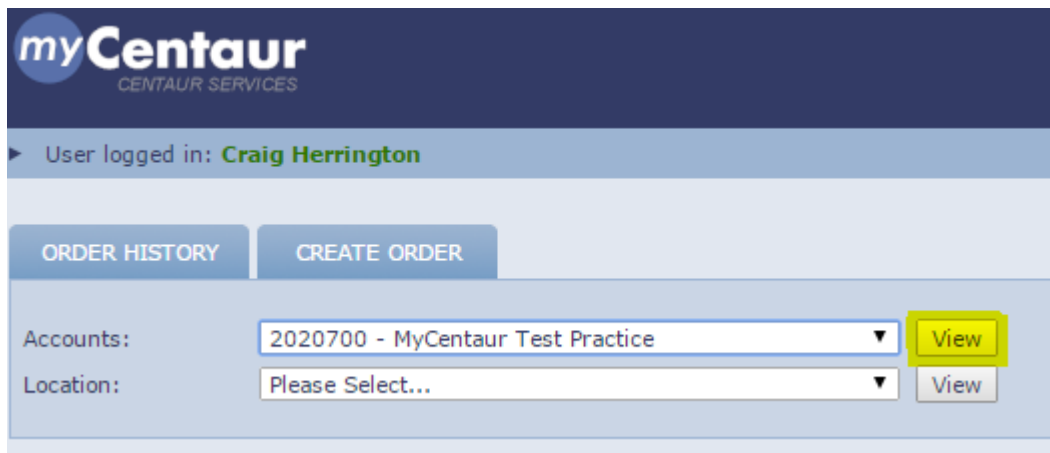 myCentaur
CENTAUR SERVICES
User logged in: Craig Herrington
ORDER HISTORY CREATE ORDER
Accounts: 2020700 - MyCentaur Test Practice View
Location: Please Select... View